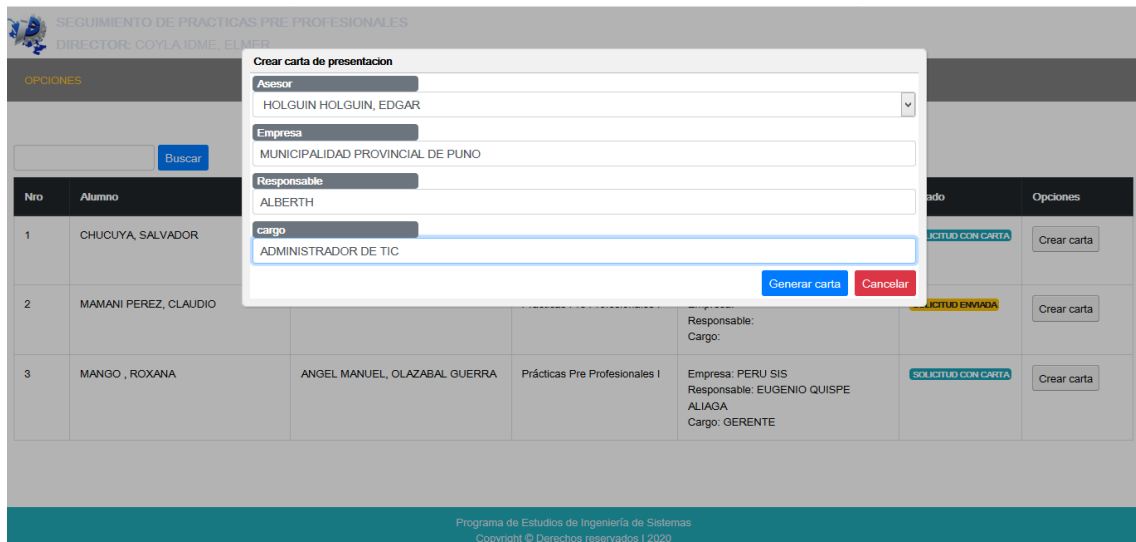 SEGUIMIENTO DE PRACTICAS PRE PROFESIONALES
DIRECTOR: COYLA IDME, ELMER
OPCIONES
Crear carta de presentacion
Asesor
HOLGUIN HOLGUIN, EDGAR
Empresa
MUNICIPALIDAD PROVINCIAL DE PUNO
Responsable
ALBERTH
cargo
ADMINISTRADOR DE TIC
Generar carta Cancelar
Buscar
Nro Alumno Opciones
1 CHUCUYA, SALVADOR CON CARTA Crear carta
2 MAMANI PEREZ, CLAUDIO ENVIADA Crear carta
Responsable:
Cargo:
3 MANGO , ROXANA ANGEL MANUEL, OLAZABAL GUERRA Prácticas Pre Profesionales I Empresa: PERU SIS SOLICITUD CON CARTA Crear carta
Responsable: EUGENIO QUISPE
ALIAGA
Cargo: GERENTE
Programa de Estudios de Ingeniería de Sistemas
Copyright © Derechos reservados | 2020